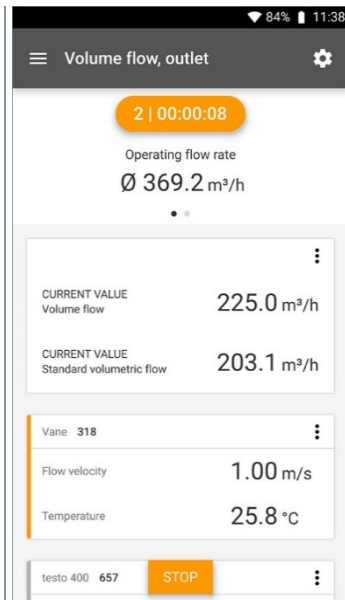 84% 11:38
Volume flow, outlet
2 | 00:00:08
Operating flow rate
Ø 369.2 m³/h
CURRENT VALUE
Volume flow
225.0 m³/h
CURRENT VALUE
Standard volumetric flow
203.1 m³/h
Vane 318
Flow velocity
1.00 m/s
Temperature
25.8 °C
testo 400 657
STOP